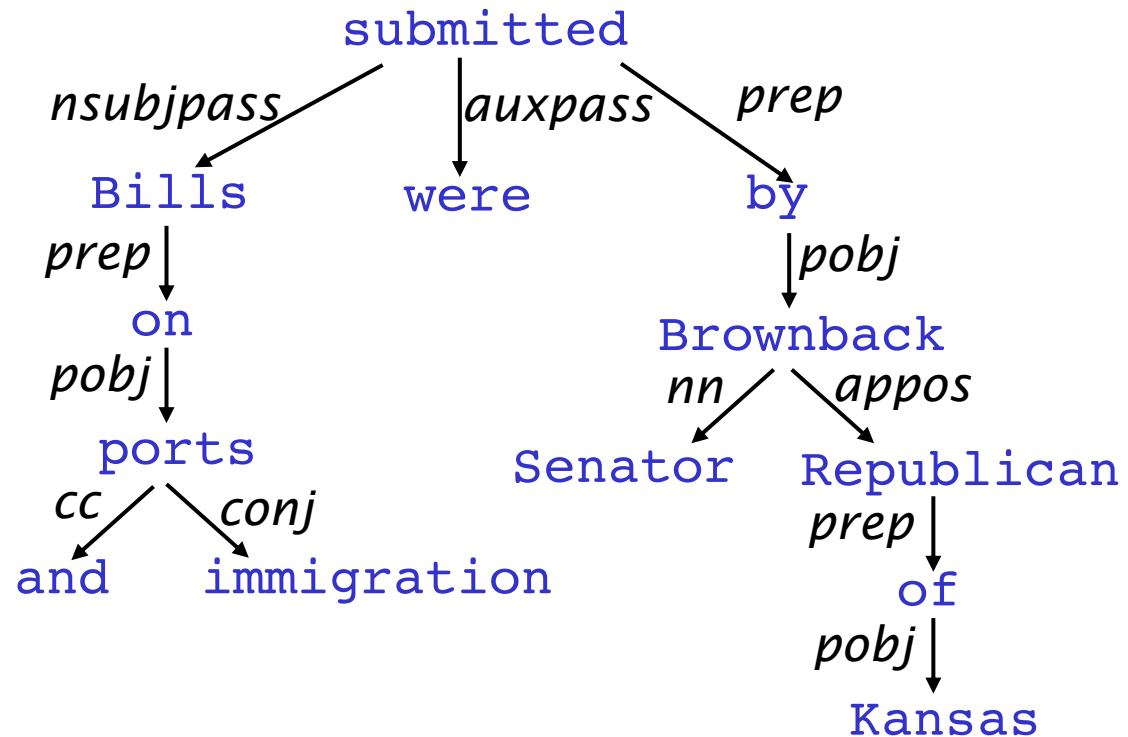 submitted
nsubjpass auxpass prep
Bills were by
prep pobj
on Brownback
pobj nn appos
ports Senator Republican
cc conj prep
and immigration of
pobj
Kansas